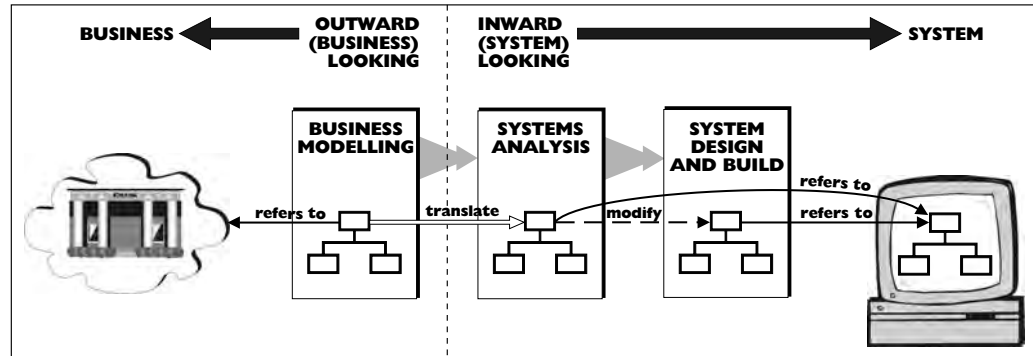 BUSINESS
OUTWARD
(BUSINESS)
LOOKING
INWARD
(SYSTEM)
LOOKING
SYSTEM
BUSINESS
MODELLING
SYSTEMS
ANALYSIS
SYSTEM
DESIGN
AND BUILD
refers to
translate
modify
refers to
refers to